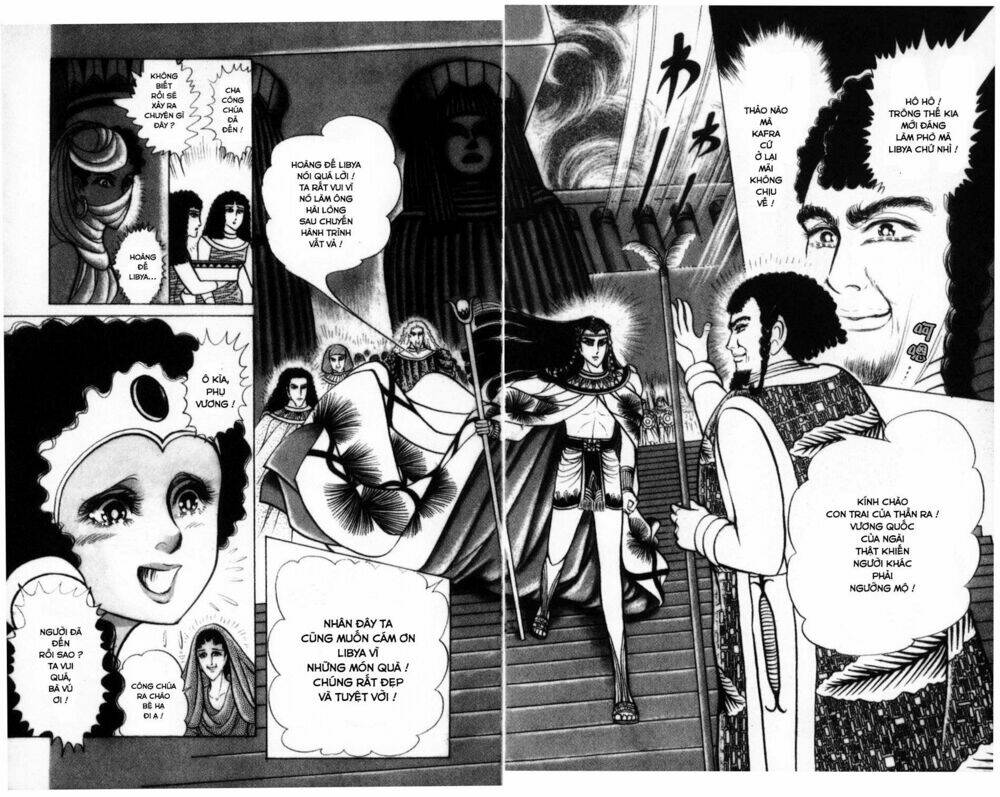 HÔ HÔ !
TRÔNG THẾ KIA
MỚI ĐÁNG
LÀM PHÒ MÃ
LIBYA CHỨ NHỈ !
THẢO NÀO
MÀ
KAFRA
CỨ
Ở LẠI
MÃI
KHÔNG
CHỊU
VỀ !
わ
わ
KÍNH CHÀO
CON TRAI CỦA THẦN RA !
VƯƠNG QUỐC
CỦA NGÀI
THẬT KHIẾN
NGƯỜI KHÁC
PHẢI
NGƯỠNG MỘ !
HOÀNG ĐẾ LIBYA
NÓI QUÁ LỜI !
TA RẤT VUI VÌ
NÓ LÀM ÔNG
HÀI LÒNG
SAU CHUYẾN
HÀNH TRÌNH
VẤT VẢ !
NHÂN ĐÂY TA
CŨNG MUỐN CÁM ƠN
LIBYA VÌ
NHỮNG MÓN QUÀ !
CHÚNG RẤT ĐẸP
VÀ TUYỆT VỜI !
CHA
CÔNG
CHÚA
ĐÃ
ĐẾN !
KHÔNG
BIẾT
RỒI SẼ
XẢY RA
CHUYỆN GÌ
ĐÂY ?
HOÀNG
ĐẾ
LIBYA...
Ô KÌA,
PHỤ
VƯƠNG !
NGƯỜI ĐÃ
ĐẾN
RỒI SAO ?
TA VUI
QUÁ,
BÀ VÚ
ƠI !
CÔNG CHÚA
RA CHÀO
BỆ HẠ
ĐI Ạ !